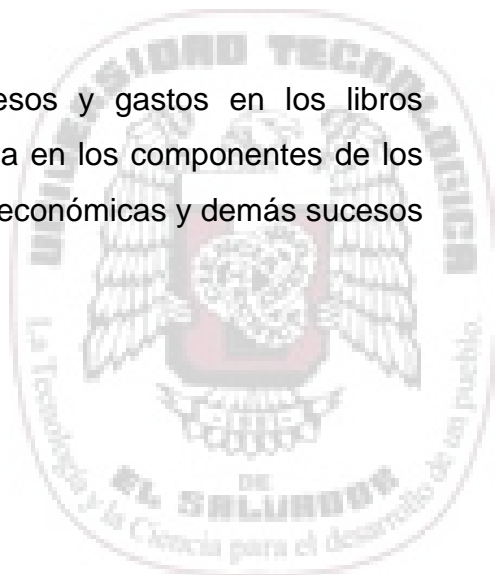 UNIVERSIDAD TECNOLOGICA
esos y gastos en los libros
a en los componentes de los
económicas y demás sucesos
La Tecnología y la Ciencia para el desarrollo de un pueblo.
DE
EL SALVADOR